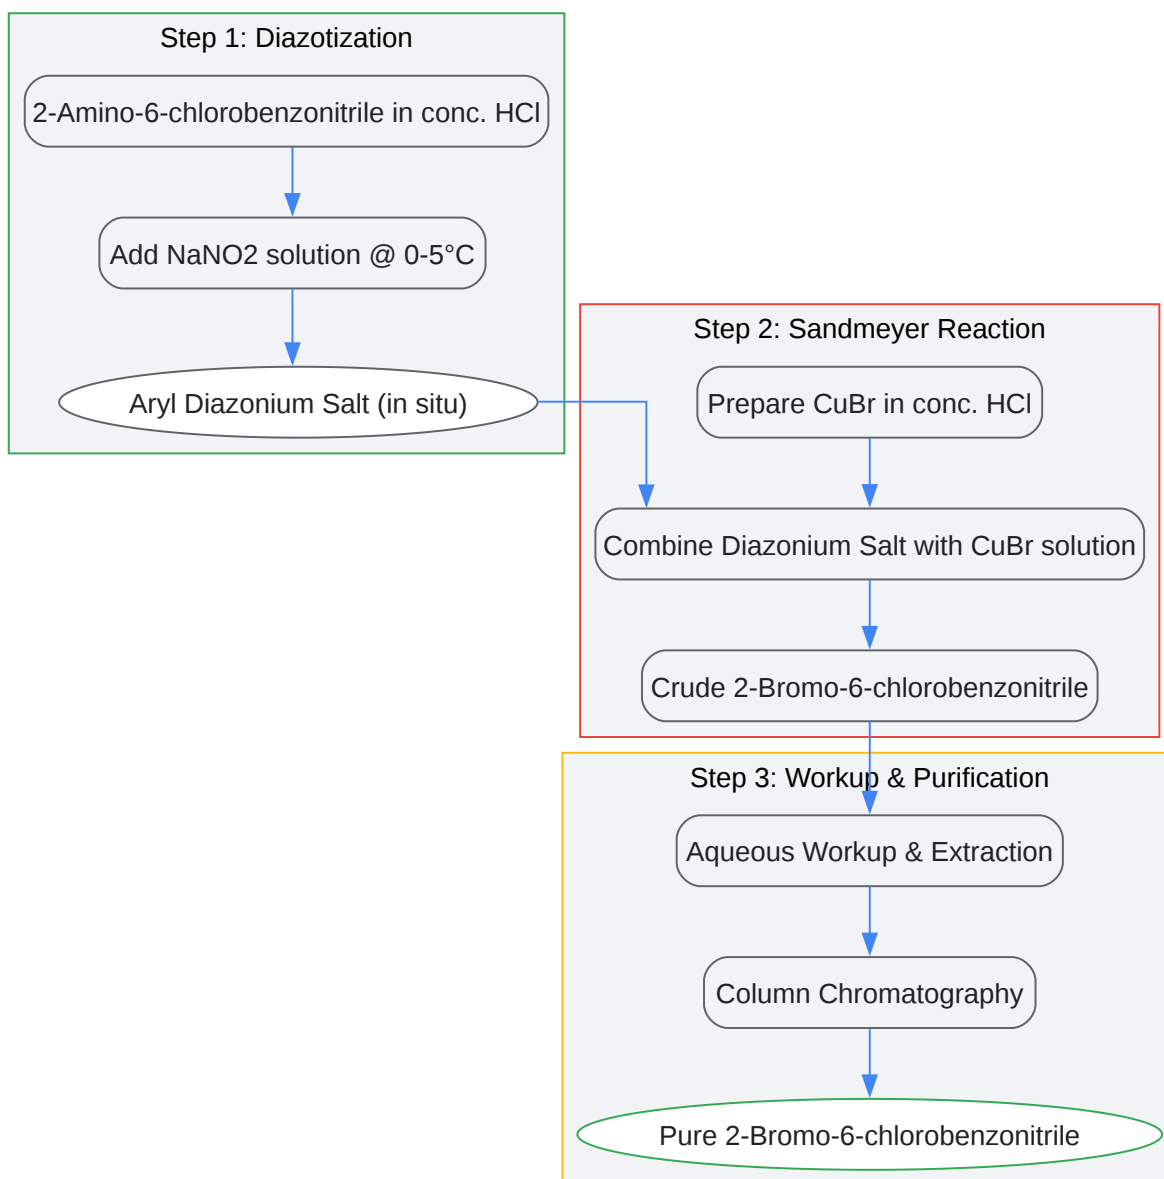 Step 1: Diazotization
2-Amino-6-chlorobenzonitrile in conc. HCl
Add NaNO2 solution @ 0-5°C
Aryl Diazonium Salt (in situ)
Step 2: Sandmeyer Reaction
Prepare CuBr in conc. HCl
Combine Diazonium Salt with CuBr solution
Crude 2-Bromo-6-chlorobenzonitrile
Step 3: Workup & Purification
Aqueous Workup & Extraction
Column Chromatography
Pure 2-Bromo-6-chlorobenzonitrile